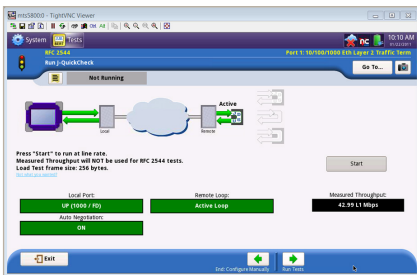 mts5800:0 - TightVNC Viewer
Ctrl Alt
System
Tests
DC
10:10 AM
RFC 2544
Port 1: 10/100/1000 Eth Layer 2 Traffic Term
Run J-QuickCheck
Go To...
Not Running
Active
Local
Remote
Press "Start" to run at line rate.
Measured Throughput will NOT be used for RFC 2544 tests.
Load Test frame size: 256 bytes.
Start
Local Port:
Remote Loop:
Measured Throughput:
UP (1000 / FD)
Active Loop
42.99 L1 Mbps
Auto Negotiation:
ON
Exit
End: Configure Manually
Run Tests